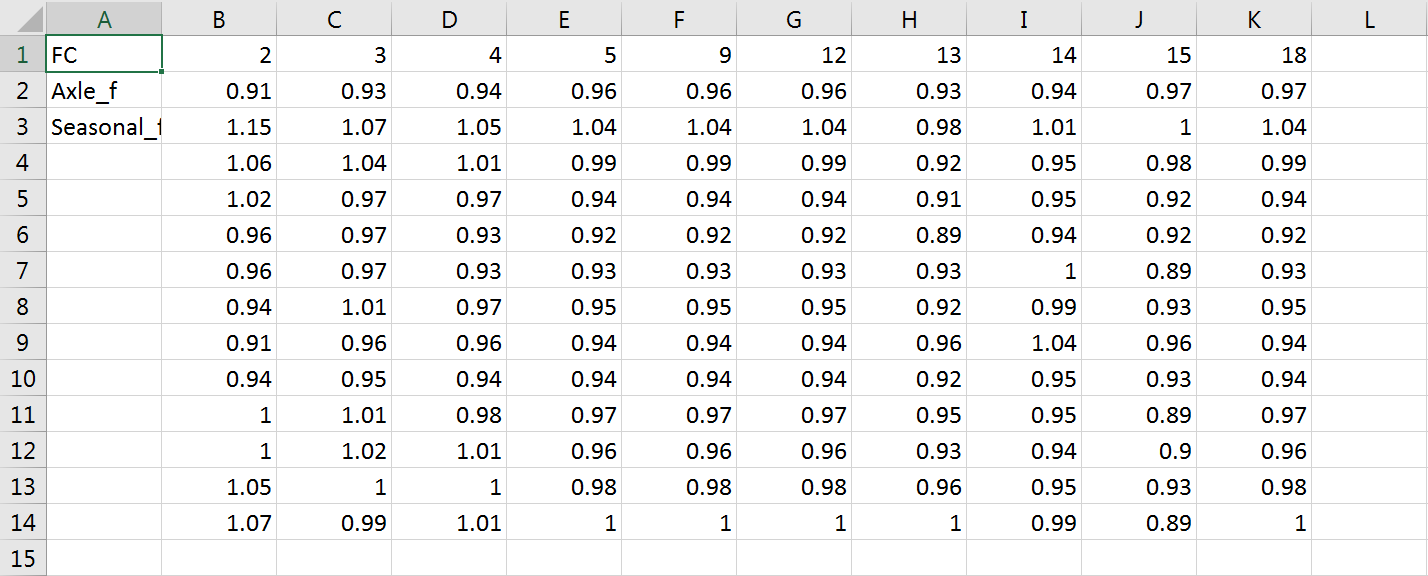 A B C D E F G H I J K L
1 FC 2 3 4 5 9 12 13 14 15 18
2 Axle_f 0.91 0.93 0.94 0.96 0.96 0.96 0.93 0.94 0.97 0.97
3 Seasonal_f 1.15 1.07 1.05 1.04 1.04 1.04 0.98 1.01 1 1.04
4 1.06 1.04 1.01 0.99 0.99 0.99 0.92 0.95 0.98 0.99
5 1.02 0.97 0.97 0.94 0.94 0.94 0.91 0.95 0.92 0.94
6 0.96 0.97 0.93 0.92 0.92 0.92 0.89 0.94 0.92 0.92
7 0.96 0.97 0.93 0.93 0.93 0.93 0.93 1 0.89 0.93
8 0.94 1.01 0.97 0.95 0.95 0.95 0.92 0.99 0.93 0.95
9 0.91 0.96 0.96 0.94 0.94 0.94 0.96 1.04 0.96 0.94
10 0.94 0.95 0.94 0.94 0.94 0.94 0.92 0.95 0.93 0.94
11 1 1.01 0.98 0.97 0.97 0.97 0.95 0.95 0.89 0.97
12 1 1.02 1.01 0.96 0.96 0.96 0.93 0.94 0.9 0.96
13 1.05 1 1 0.98 0.98 0.98 0.96 0.95 0.93 0.98
14 1.07 0.99 1.01 1 1 1 1 0.99 0.89 1
15